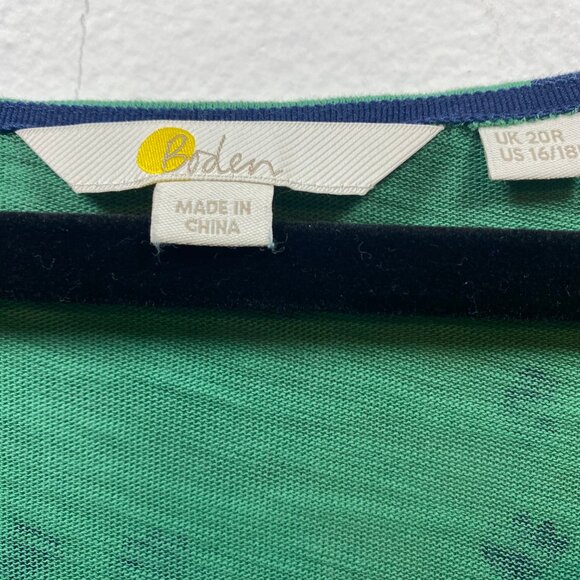 Boden
MADE IN
CHINA
UK 20R
US 16/18